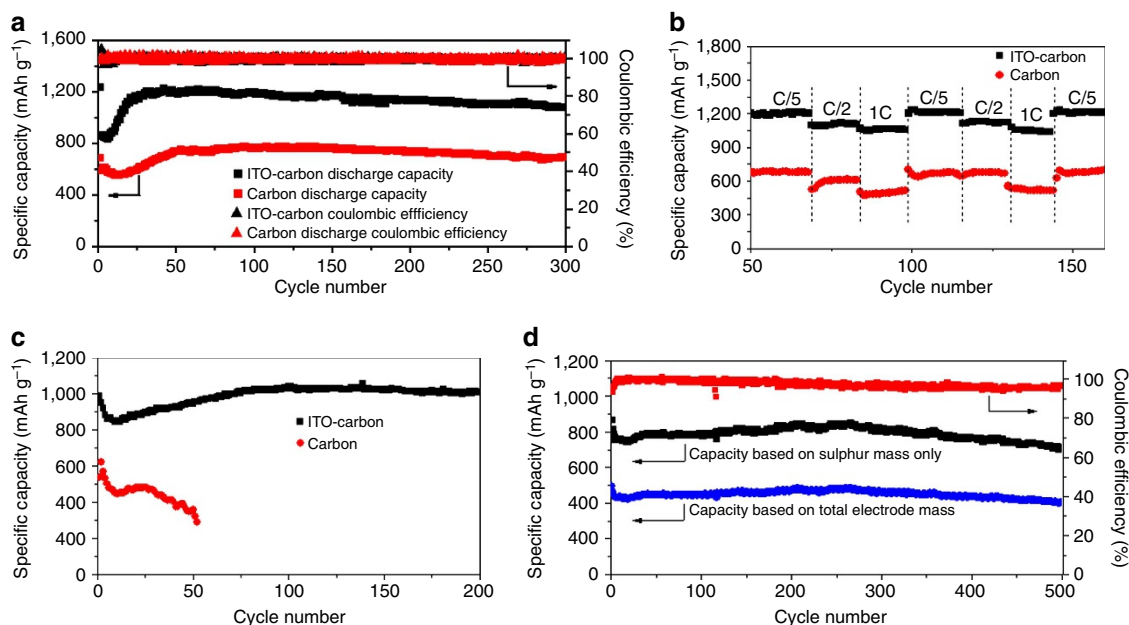 a
Specific capacity (mAh g⁻¹)
1,600
1,200
800
400
0
ITO-carbon discharge capacity
Carbon discharge capacity
ITO-carbon coulombic effficiency
Carbon discharge coulombic efficiency
0
50
100
150
200
250
300
Cycle number
100
80
60
40
20
0
Coulombic efficiency (%)
b
Specific capacity (mAh g⁻¹)
1,800
1,500
1,200
900
600
300
0
ITO-carbon
Carbon
C/5
C/2
1C
C/5
C/2
1C
C/5
50
100
150
Cycle number
c
Specific capacity (mAh g⁻¹)
1,200
1,000
800
600
400
200
0
ITO-carbon
Carbon
0
50
100
150
200
Cycle number
d
Specific capacity (mAh g⁻¹)
1,200
1,000
800
600
400
200
0
Capacity based on sulphur mass only
Capacity based on total electrode mass
0
100
200
300
400
500
Cycle number
100
80
60
40
20
0
Coulombic efficiency (%)